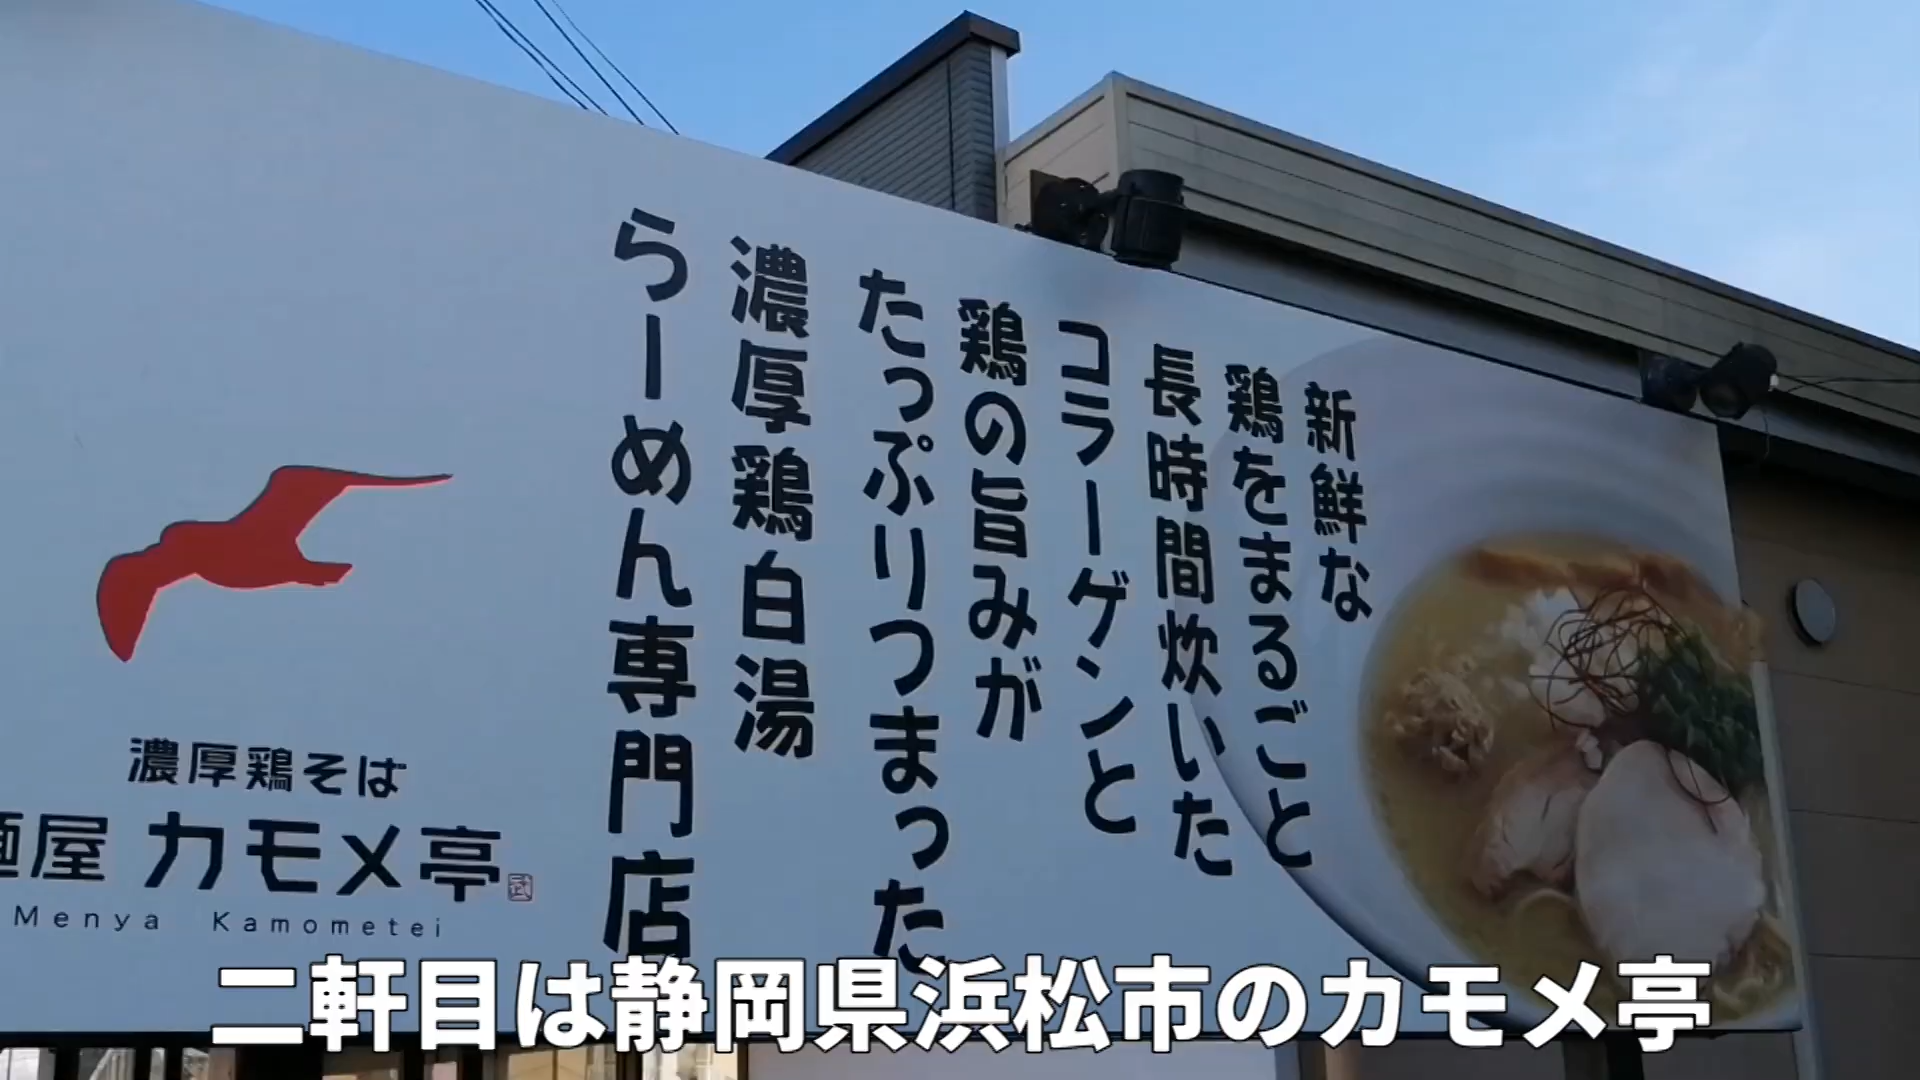 新鮮な
鶏をまるごと
長時間炊いた
コラーゲンと
鶏の旨みが
たっぷりつまった
濃厚鶏白湯
らーめん専門店
濃厚鶏そば
麺屋 カモメ亭
Menya Kamometei
二軒目は静岡県浜松市のカモメ亭